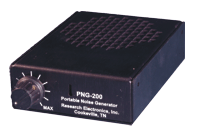 PNG-200
Portable Noise Generator
Research Electronics, Inc.
Cookeville, TN
MAX